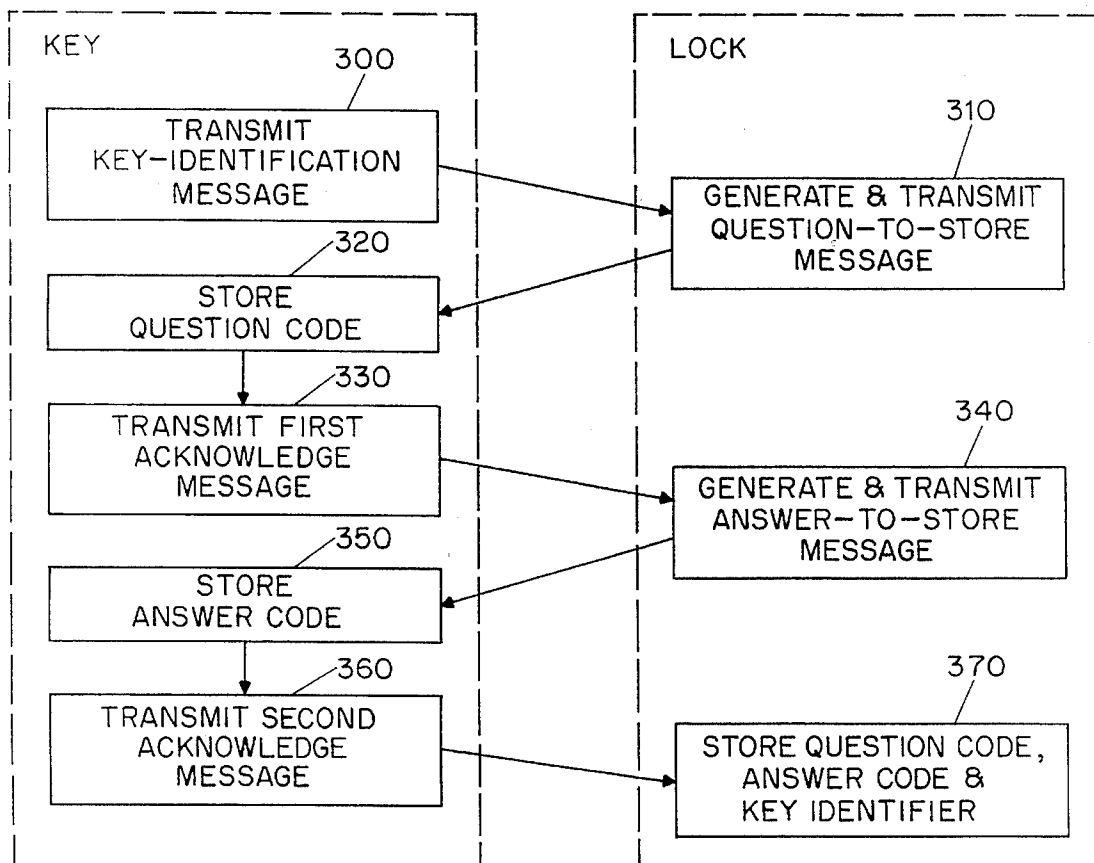 KEY
300
TRANSMIT
KEY-IDENTIFICATION
MESSAGE
LOCK
310
GENERATE & TRANSMIT
QUESTION-TO-STORE
MESSAGE
320
STORE
QUESTION CODE
330
TRANSMIT FIRST
ACKNOWLEDGE
MESSAGE
340
GENERATE & TRANSMIT
ANSWER-TO-STORE
MESSAGE
350
STORE
ANSWER CODE
360
TRANSMIT SECOND
ACKNOWLEDGE
MESSAGE
370
STORE QUESTION CODE,
ANSWER CODE &
KEY IDENTIFIER